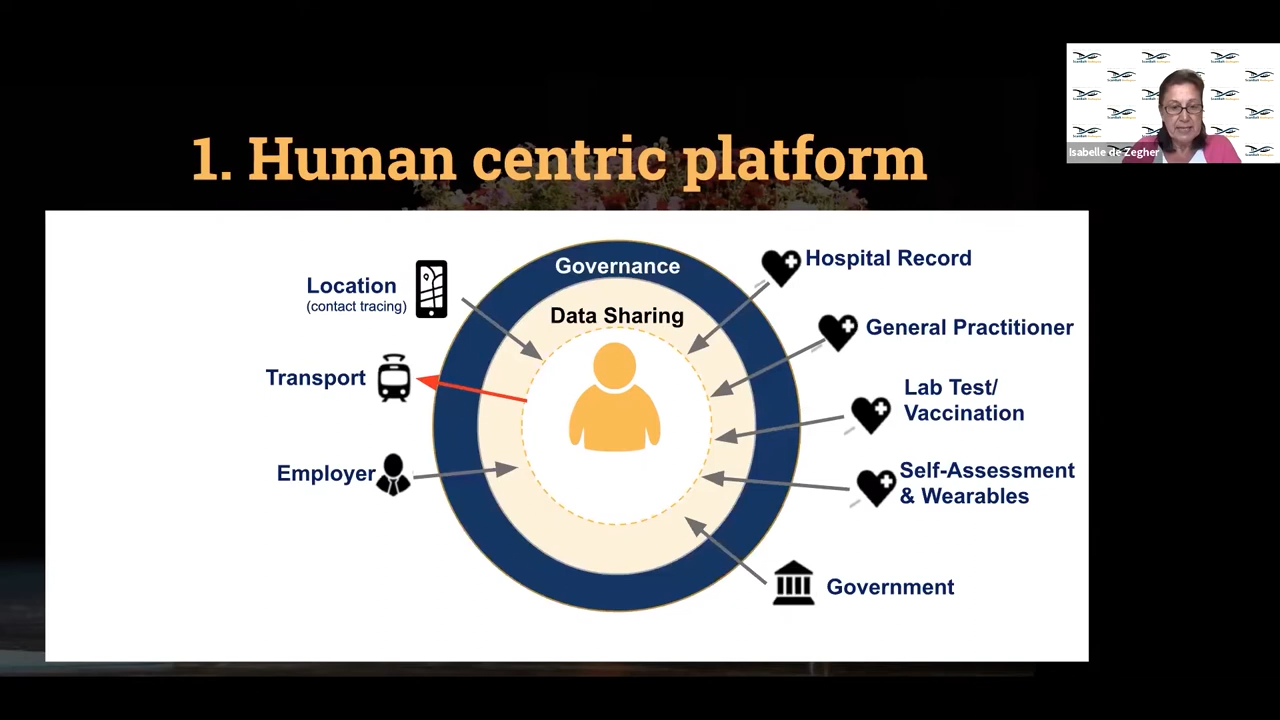 1. Human centric platform
Isabelle de Zegher
Governance
Data Sharing
Location
(contact tracing)
Transport
Employer
Hospital Record
General Practitioner
Lab Test/
Vaccination
Self-Assessment
& Wearables
Government